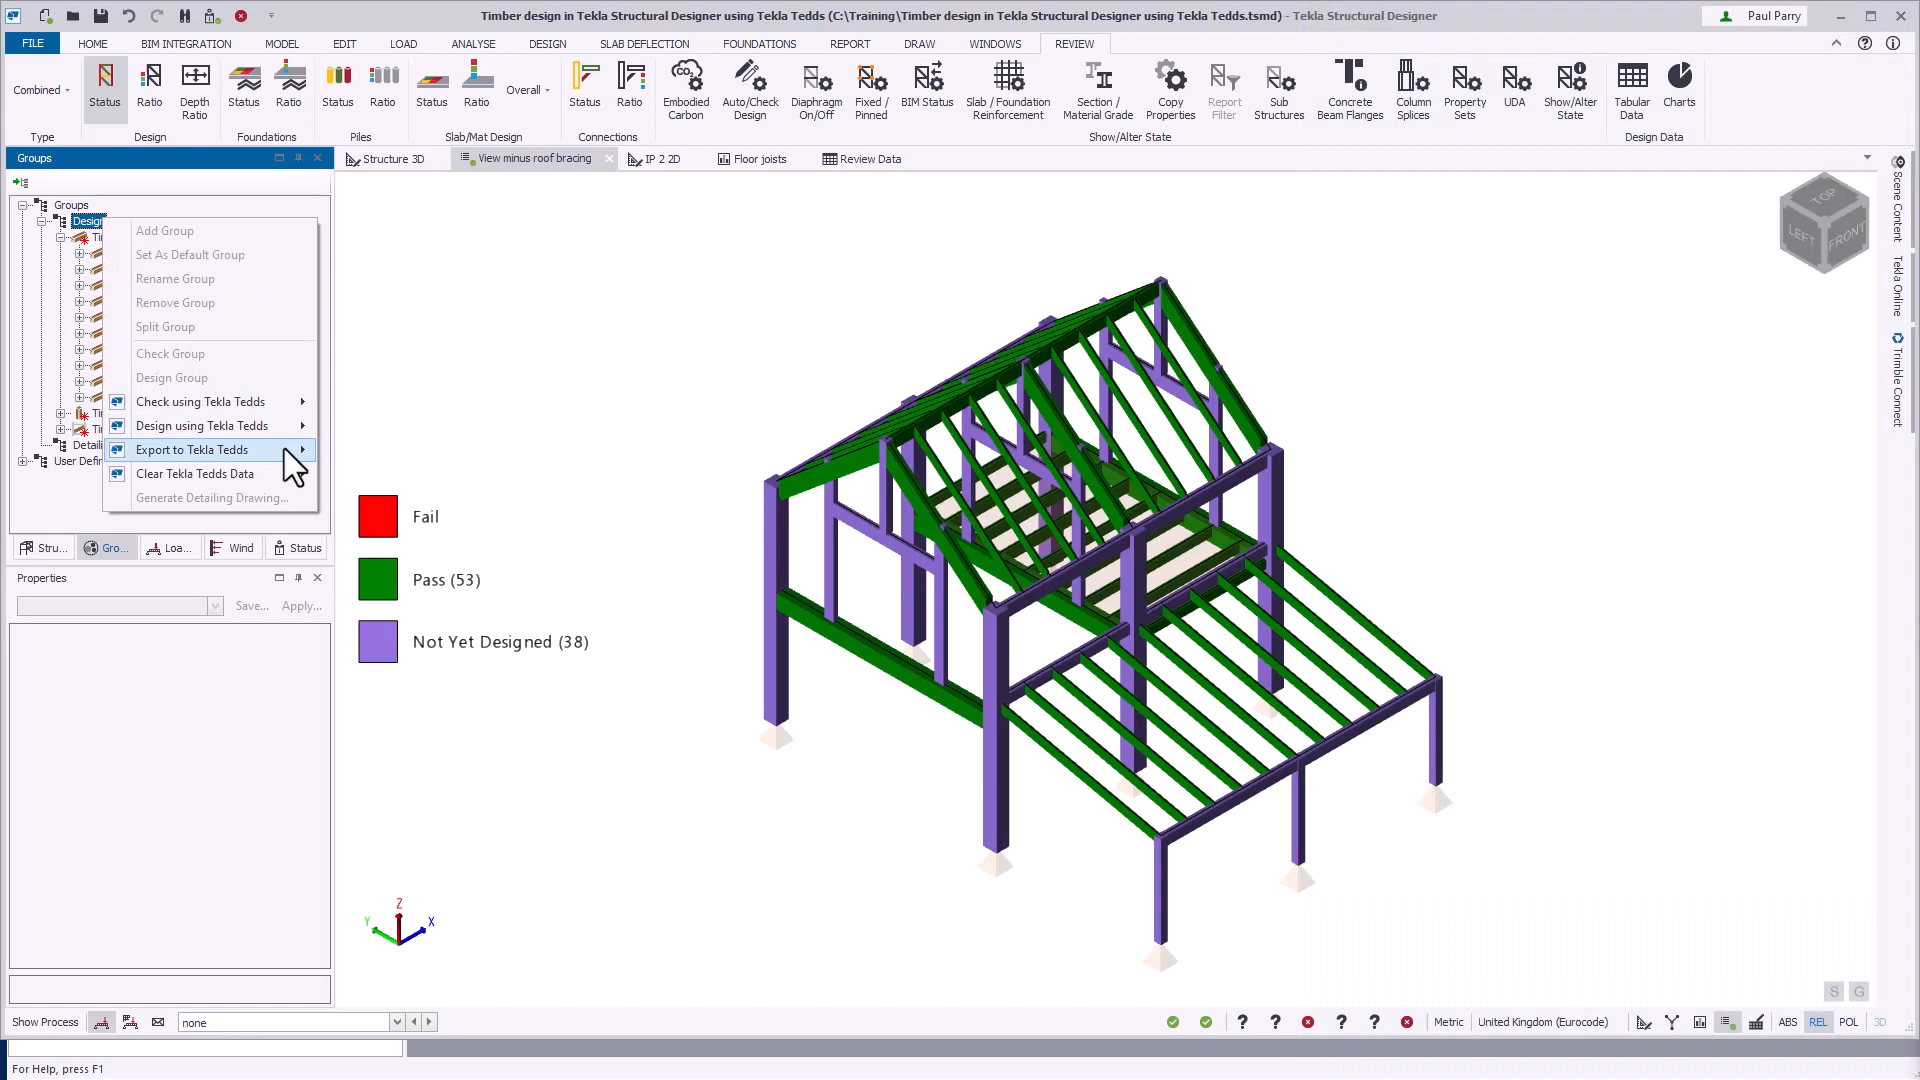 Timber design in Tekla Structural Designer using Tekla Tedds (C:\Training\Timber design in Tekla Structural Designer using Tekla Tedds.tsmd) - Tekla Structural Designer
Paul Parry
FILE HOME BIM INTEGRATION MODEL EDIT LOAD ANALYSE DESIGN SLAB DEFLECTION FOUNDATIONS REPORT DRAW WINDOWS REVIEW
Combined
Status Ratio Depth Ratio
Status Ratio
Status Ratio
Status Ratio Overall
Status Ratio
Embodied Carbon
Auto/Check Design
Diaphragm On/Off
Fixed / Pinned
BIM Status
Slab / Foundation Reinforcement
Section / Material Grade
Copy Properties
Report Filter
Sub Structures
Concrete Beam Flanges
Column Splices
Property Sets
UDA
Show/Alter State
Tabular Data
Charts
Type Design Foundations Piles Slab/Mat Design Connections Show/Alter State Design Data
Groups
Structure 3D
View minus roof bracing
IP 2 2D
Floor joists
Review Data
TOP
LEFT
FRONT
Scene Content
Tekla Online
Trimble Connect
Groups
Design
Add Group
Set As Default Group
Rename Group
Remove Group
Split Group
Check Group
Design Group
Check using Tekla Tedds
Design using Tekla Tedds
Export to Tekla Tedds
Clear Tekla Tedds Data
Generate Detailing Drawing...
Ti
Ti
Ti
Detaili
User Defir
Stru... Gro... Loa... Wind Status
Properties
Save... Apply...
Fail
Pass (53)
Not Yet Designed (38)
Z
Y
X
S G
Show Process
none
Metric
United Kingdom (Eurocode)
ABS REL POL 3D
For Help, press F1